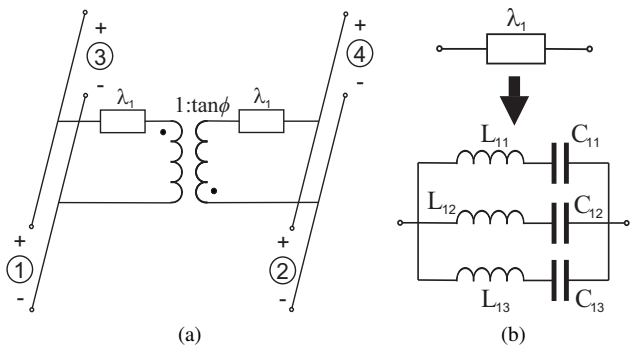 +
③
-
+
④
-
λ₁
1:tanϕ
λ₁
+
①
-
+
②
-
(a)
λ₁
L₁₁
C₁₁
L₁₂
C₁₂
L₁₃
C₁₃
(b)